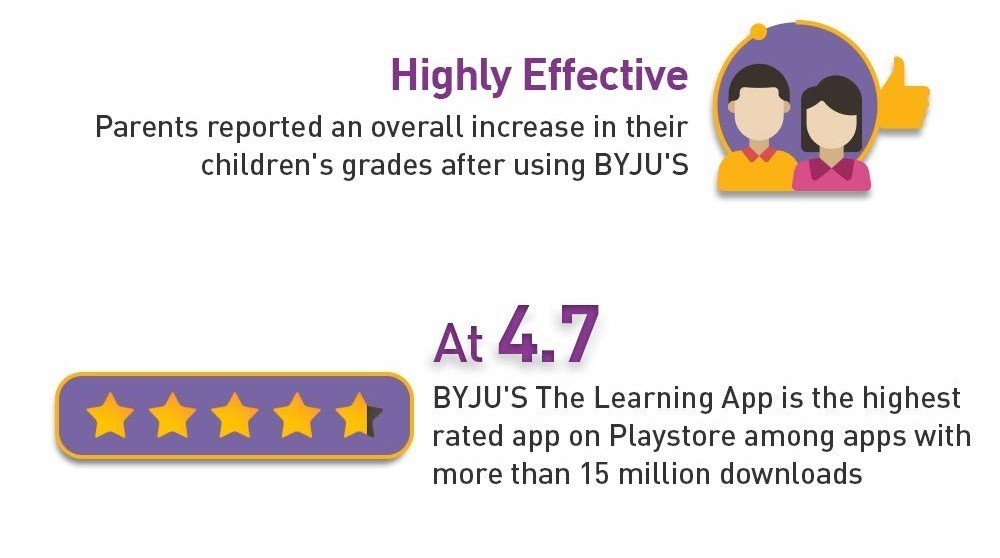 Highly Effective
Parents reported an overall increase in their
children's grades after using BYJU'S
At 4.7
BYJU'S The Learning App is the highest
rated app on Playstore among apps with
more than 15 million downloads